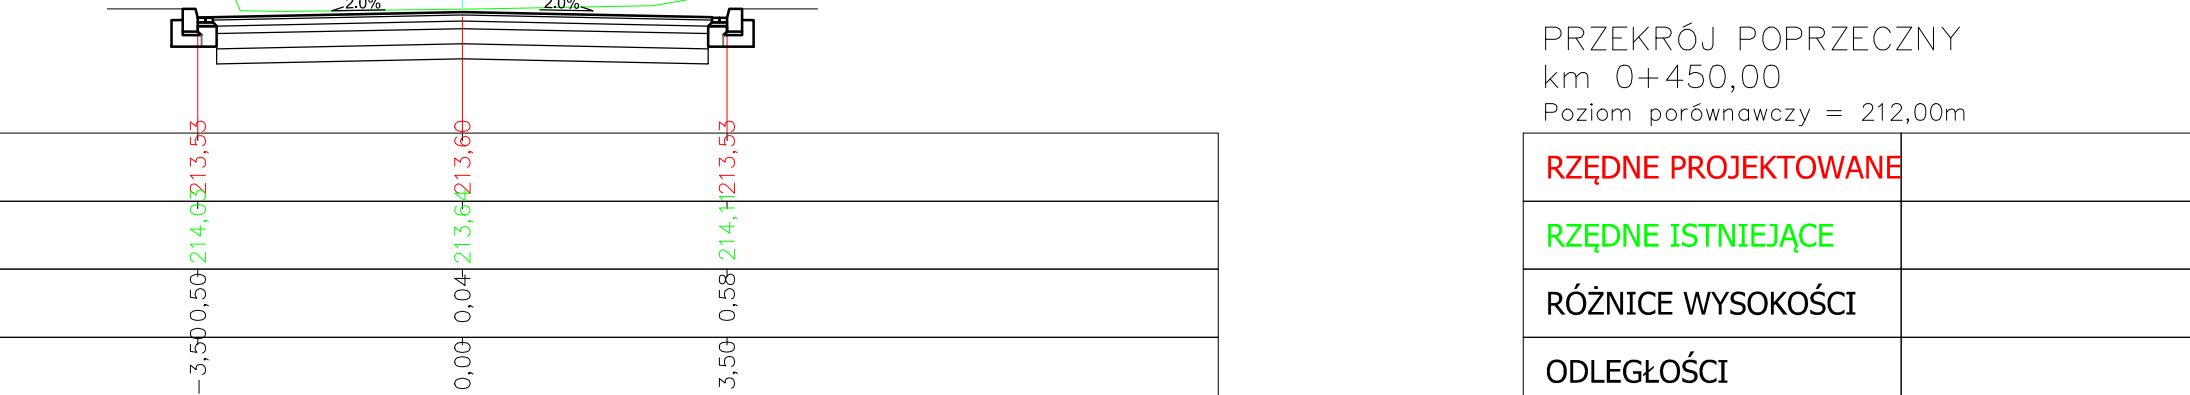 2.0% 2.0%
PRZEKRÓJ POPRZECZNY
km 0+450,00
Poziom porównawczy = 212,00m
213,53 213,60 213,53
RZĘDNE PROJEKTOWANE
214,03 213,64 214,11
RZĘDNE ISTNIEJĄCE
0,50 0,04 0,58
RÓŻNICE WYSOKOŚCI
-3,50 0,00 3,50
ODLEGŁOŚCI